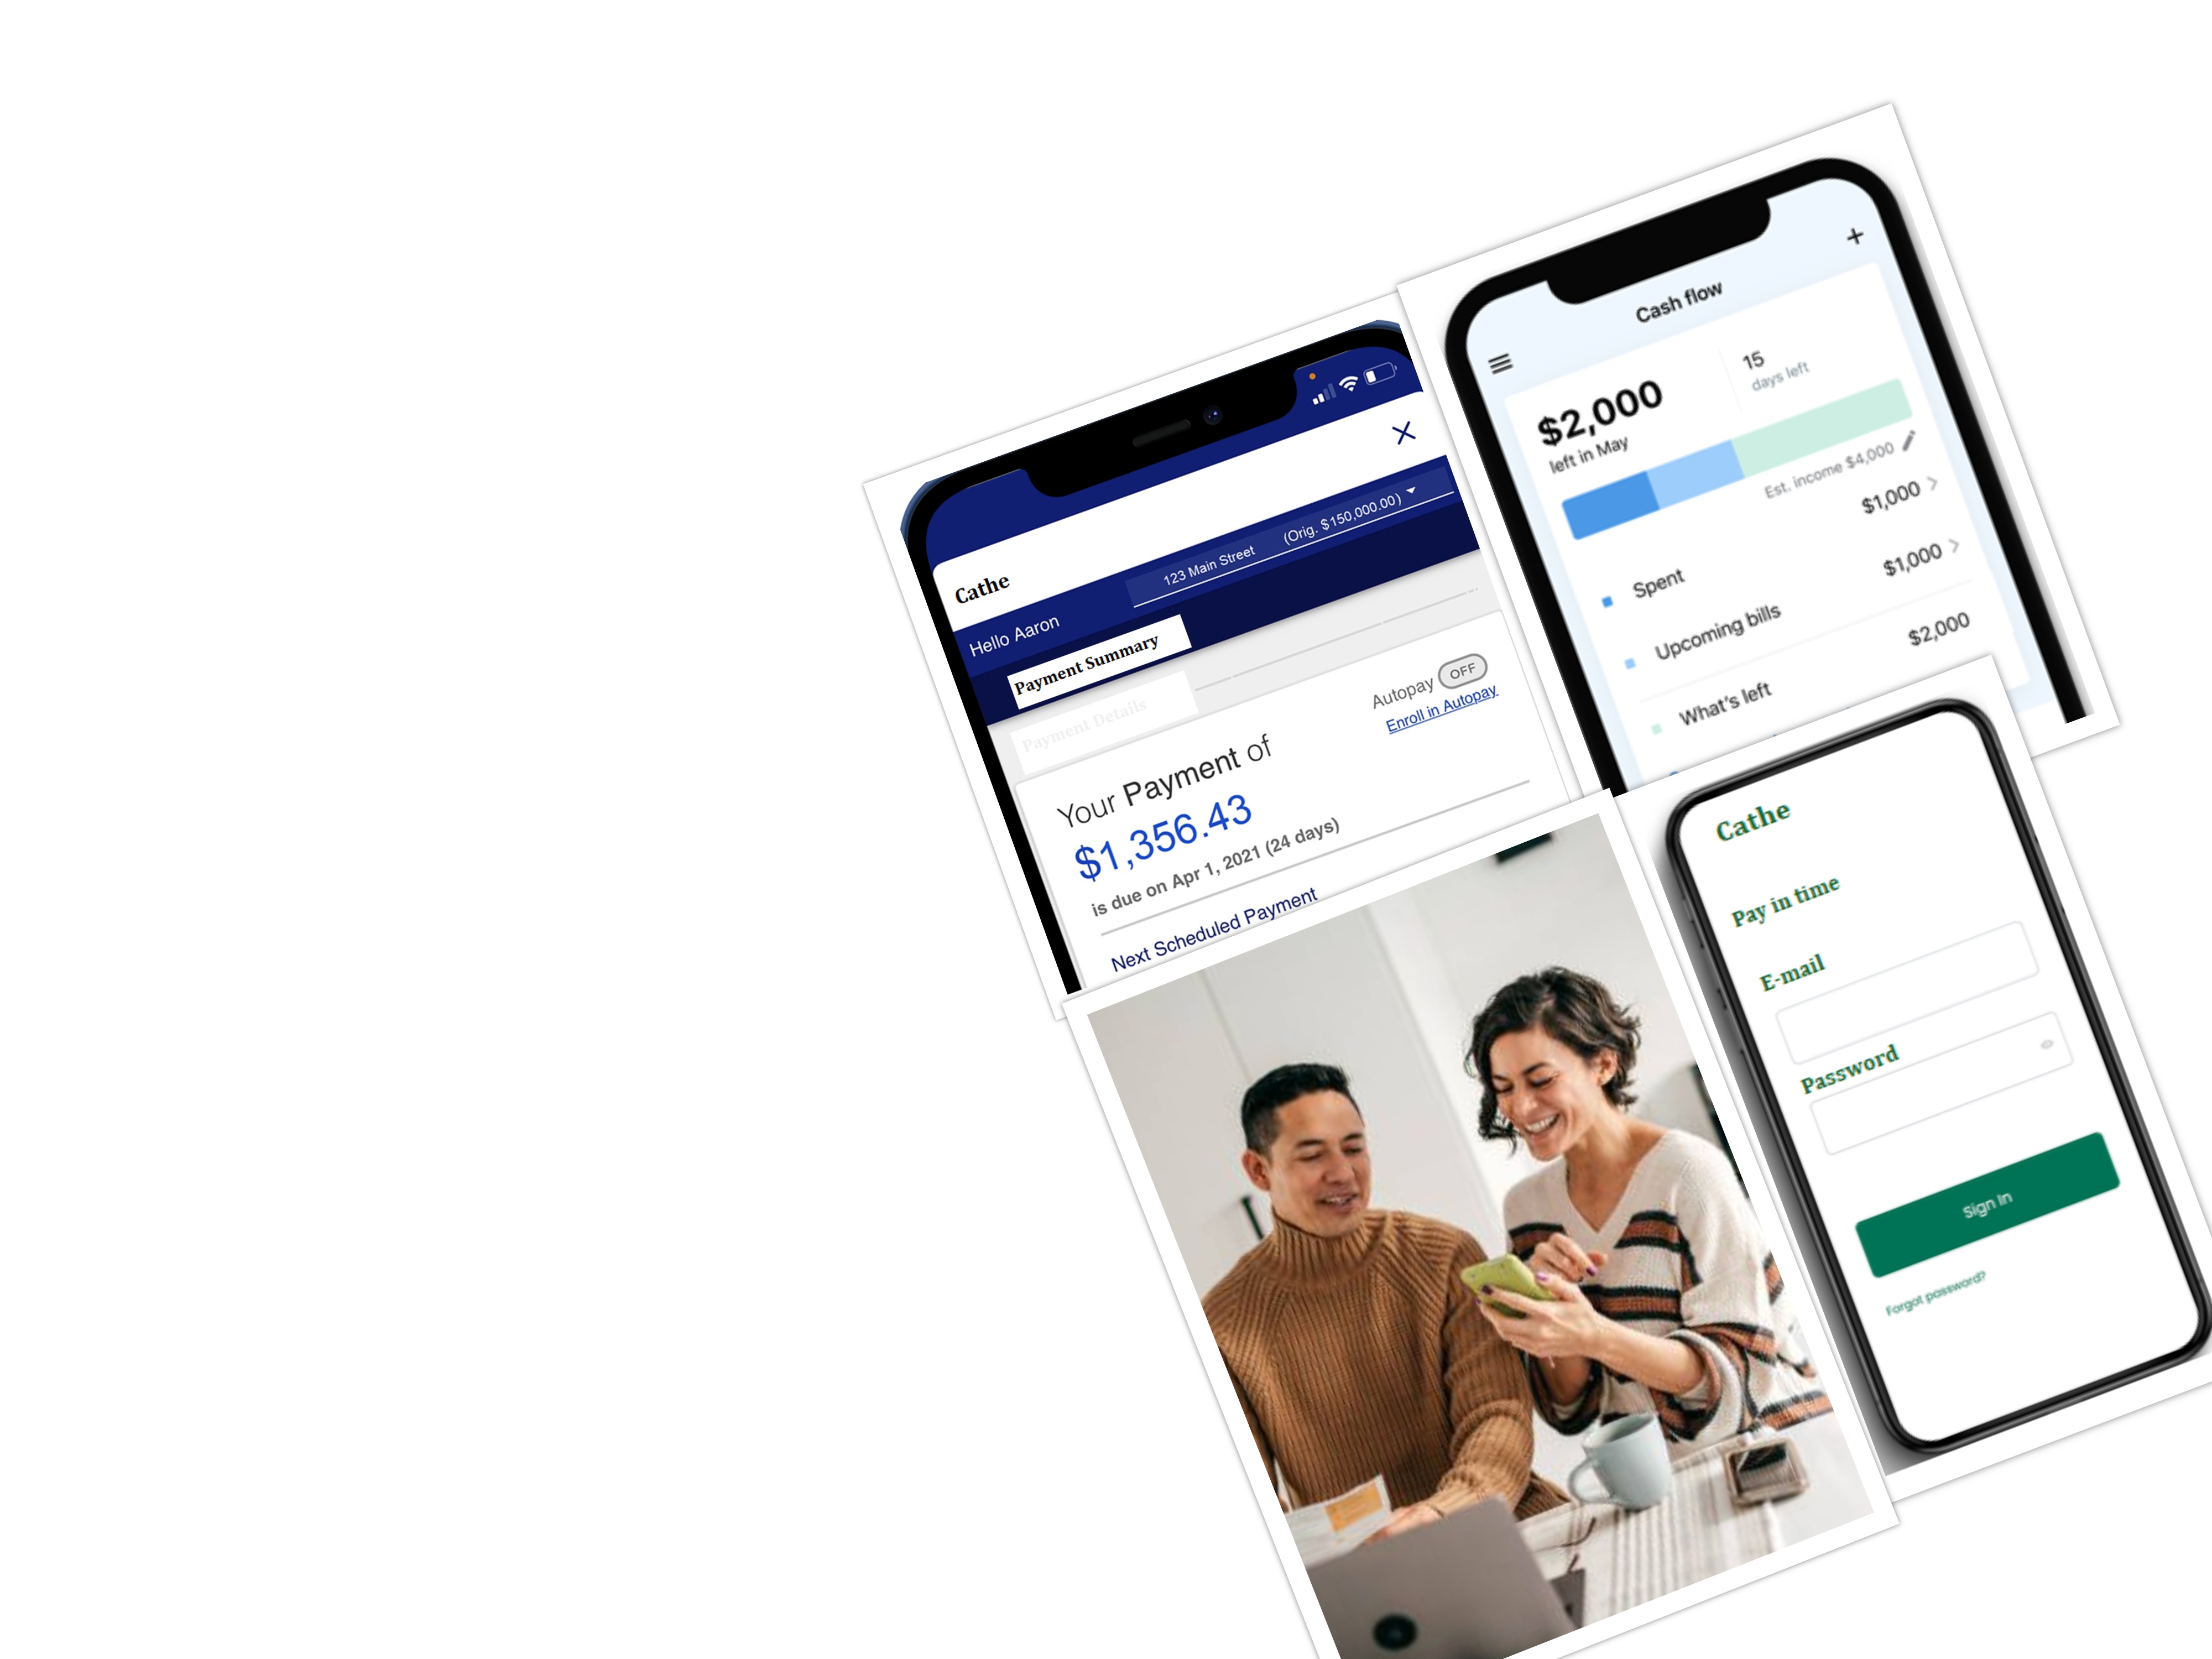 Cathe
Hello Aaron
123 Main Street (Orig. $150,000.00)
Payment Summary
Payment Details
Autopay OFF
Enroll in Autopay
Your Payment of
$1,356.43
is due on Apr 1, 2021 (24 days)
Next Scheduled Payment
Cash flow
$2,000
left in May
15
days left
Est. income $4,000
Spent $1,000
Upcoming bills $1,000
What's left $2,000
Cathe
Pay in time
E-mail
Password
Sign In
Forgot password?